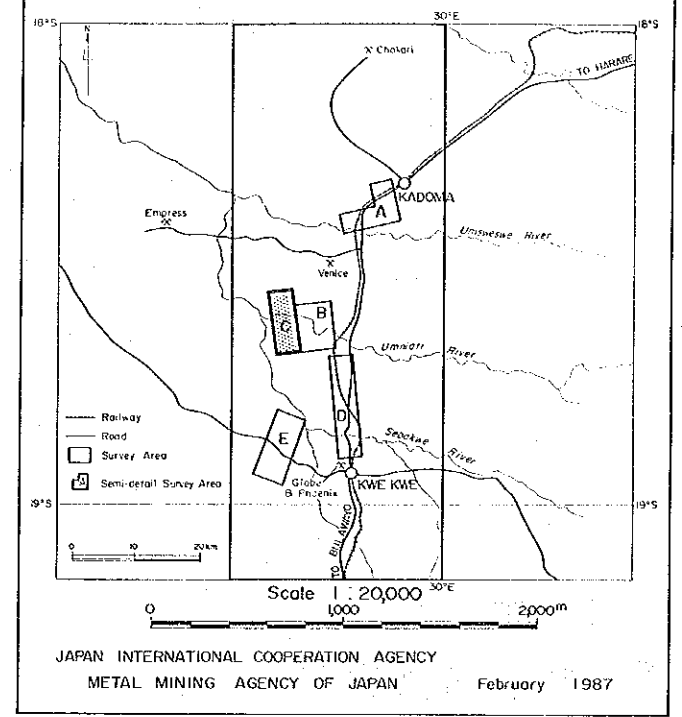 18°S
30°E
18°S
N
Chakari
TO HARARE
KADOMA
A
Empress
Umsweswe River
Venice
B
C
Umniati River
Railway
Road
D
Survey Area
E
Sebakwe River
A Semi-detail Survey Area
Globe & Phoenix
KWE KWE
19°S
19°S
TO BULAWAYO
0 10 20km
30°E
Scale 1 : 20,000
0 1,000 2,000m
JAPAN INTERNATIONAL COOPERATION AGENCY
METAL MINING AGENCY OF JAPAN February 1987